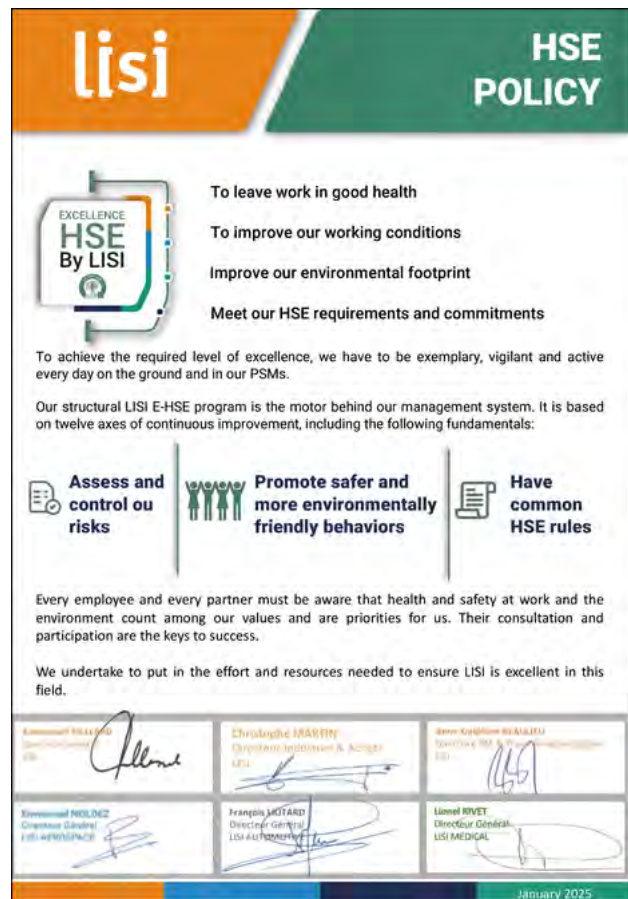 lisi
HSE
POLICY
EXCELLENCE
HSE
By LISI
To leave work in good health
To improve our working conditions
Improve our environmental footprint
Meet our HSE requirements and commitments
To achieve the required level of excellence, we have to be exemplary, vigilant and active
every day on the ground and in our PSMs.
Our structural LISI E-HSE program is the motor behind our management system. It is based
on twelve axes of continuous improvement, including the following fundamentals:
Assess and
control ou
risks
Promote safer and
more environmentally
friendly behaviors
Have
common
HSE rules
Every employee and every partner must be aware that health and safety at work and the
environment count among our values and are priorities for us. Their consultation and
participation are the keys to success.
We undertake to put in the effort and resources needed to ensure LISI is excellent in this
field.
Emmanuel
Christophe MARTIN
Directeur Industriel & Achats
LISI
Emmanuel NEILDEZ
Directeur Général
LISI AEROSPACE
François LIOTARD
Directeur Général
LISI AUTOMOTIVE
Lionel RIVET
Directeur Général
LISI MEDICAL
January 2025